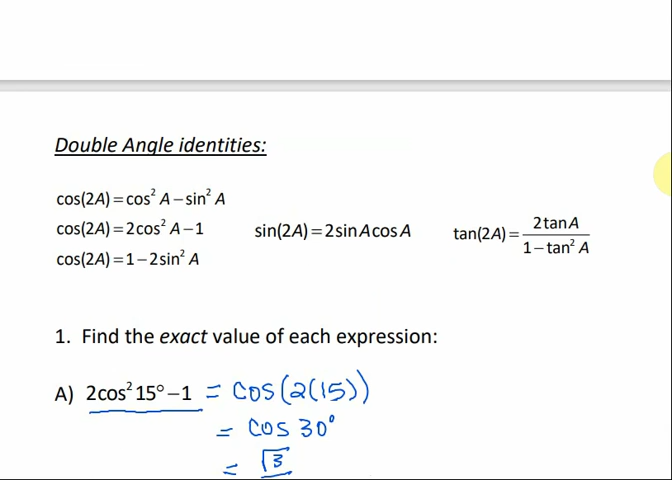 Double Angle identities:
cos(2A)=cos² A−sin² A
cos(2A)=2cos² A−1
sin(2A)=2sin A cos A
tan(2A)=2tan A / 1−tan² A
cos(2A)=1−2sin² A
1. Find the exact value of each expression:
A) 2cos² 15°−1 = cos(2(15))
= cos 30°
= √3